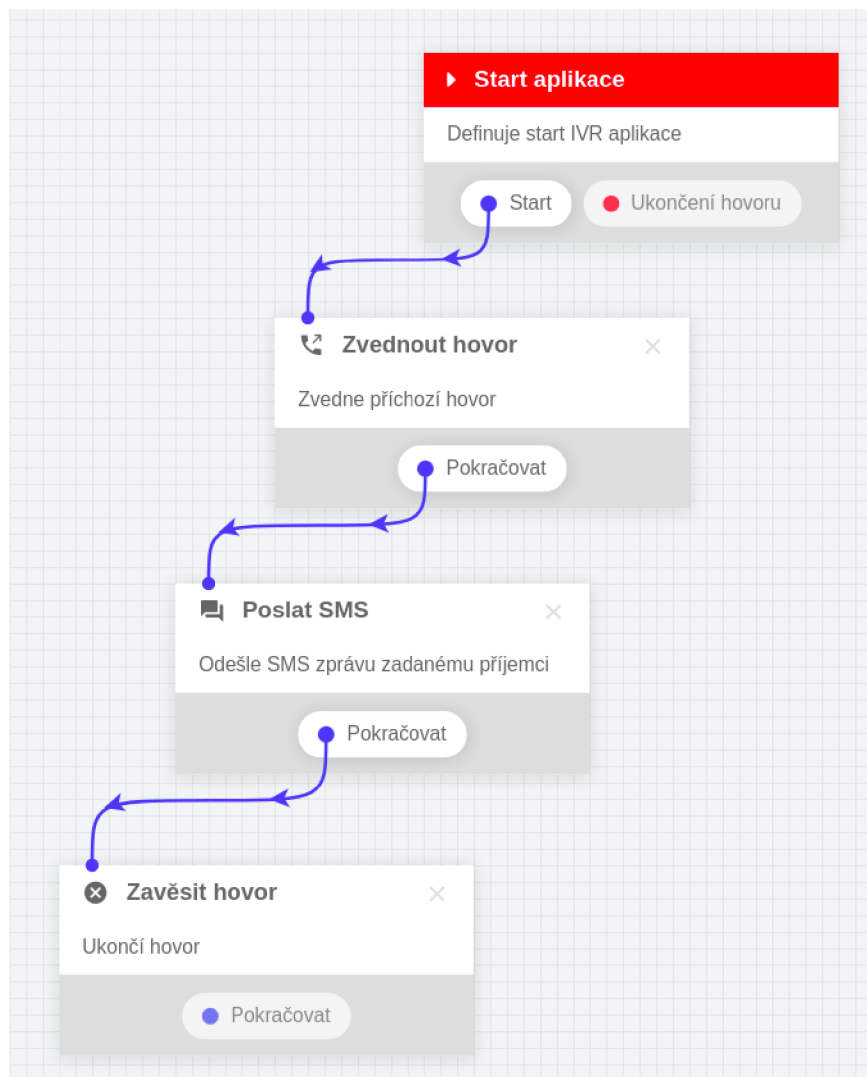 Start aplikace
Definuje start IVR aplikace
Start Ukončení hovoru
Zvednout hovor
Zvedne příchozí hovor
Pokračovat
Poslat SMS
Odešle SMS zprávu zadanému příjemci
Pokračovat
Zavěsit hovor
Ukončí hovor
Pokračovat